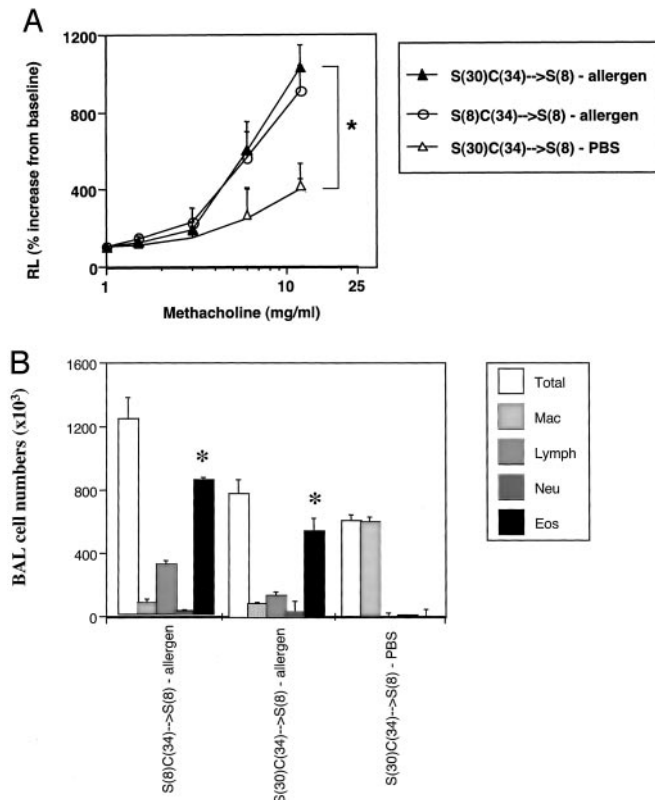 A
1200
800
400
0
RL (% increase from baseline)
1
10
25
Methacholine (mg/ml)
*
S(30)C(34)-->S(8) - allergen
S(8)C(34)-->S(8) - allergen
S(30)C(34)-->S(8) - PBS
B
1600
1200
800
400
0
BAL cell numbers (x10³)
*
*
S(8)C(34)-->S(8) - allergen
S(30)C(34)-->S(8) - allergen
S(30)C(34)-->S(8) - PBS
Total
Mac
Lymph
Neu
Eos